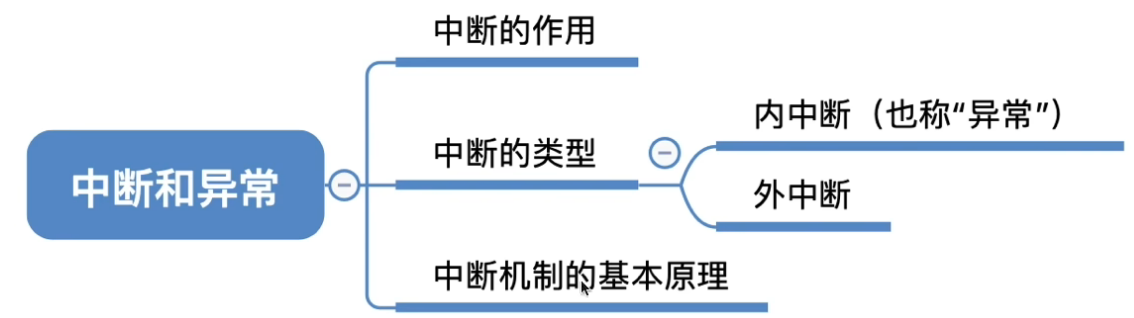 中断和异常
中断的作用
中断的类型
内中断（也称“异常”）
外中断
中断机制的基本原理